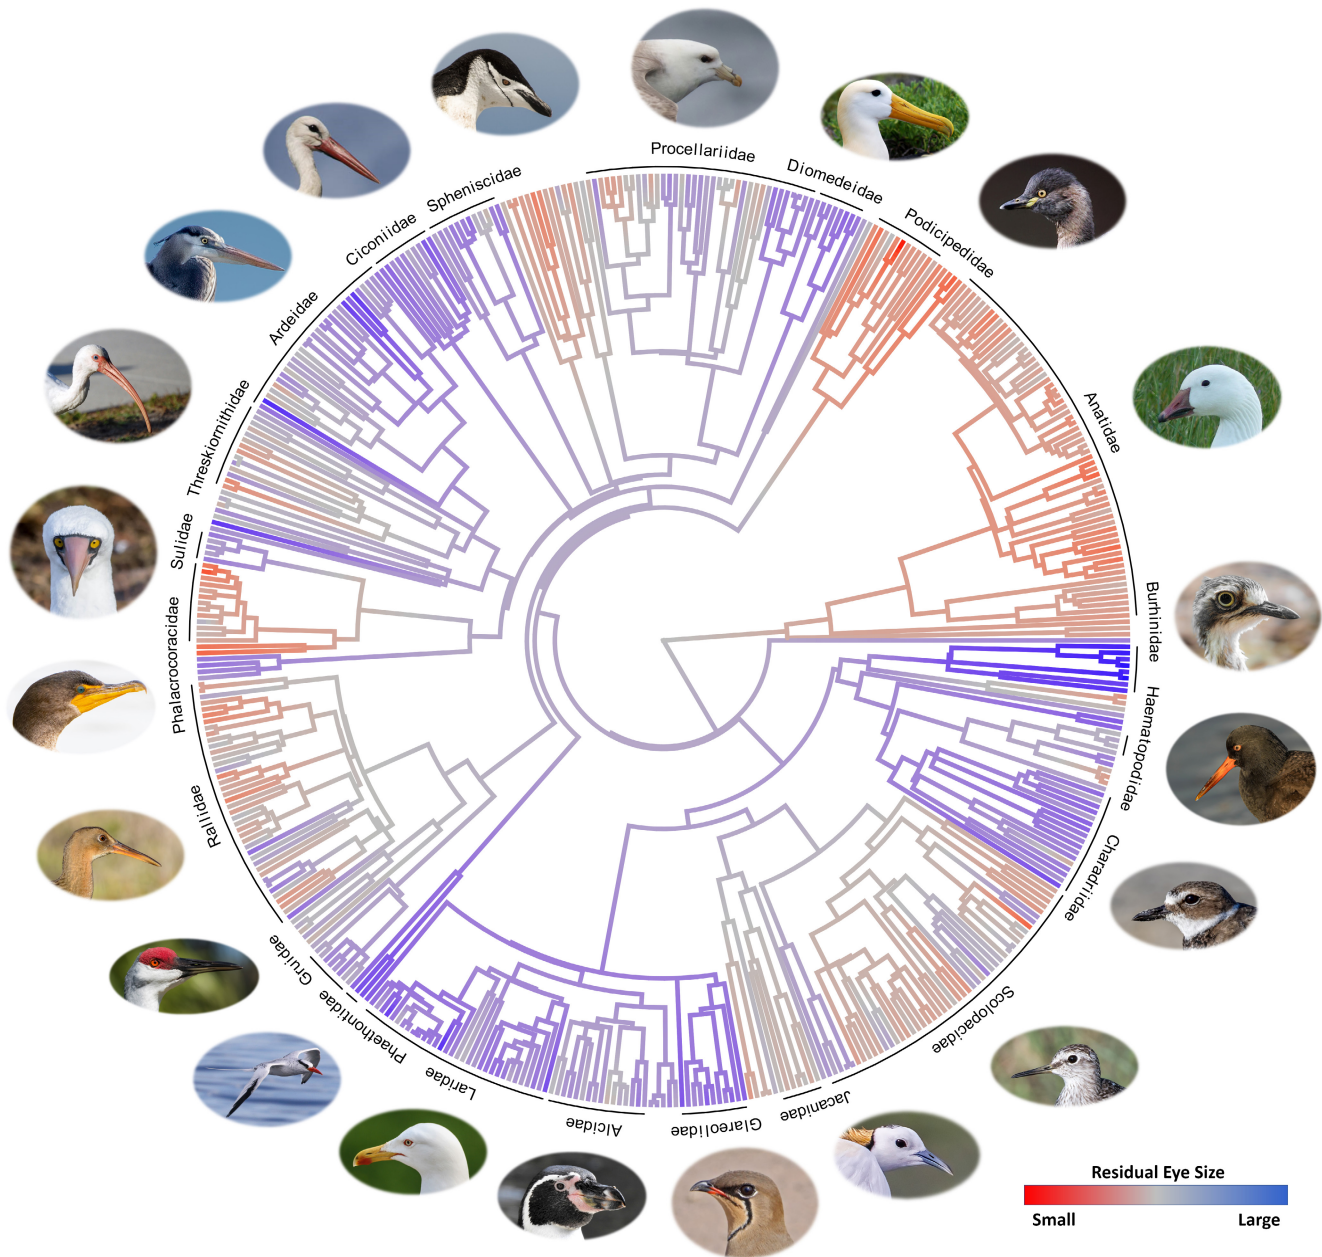 Procellariidae
Diomedeidae
Podicipedidae
Anatidae
Burhinidae
Haematopodidae
Charadriidae
Scolopacidae
Jacanidae
Glareolidae
Alcidae
Laridae
Phaethontidae
Gruidae
Rallidae
Phalacrocoracidae
Sulidae
Threskiornithidae
Ardeidae
Ciconiidae
Spheniscidae
Residual Eye Size
Small
Large